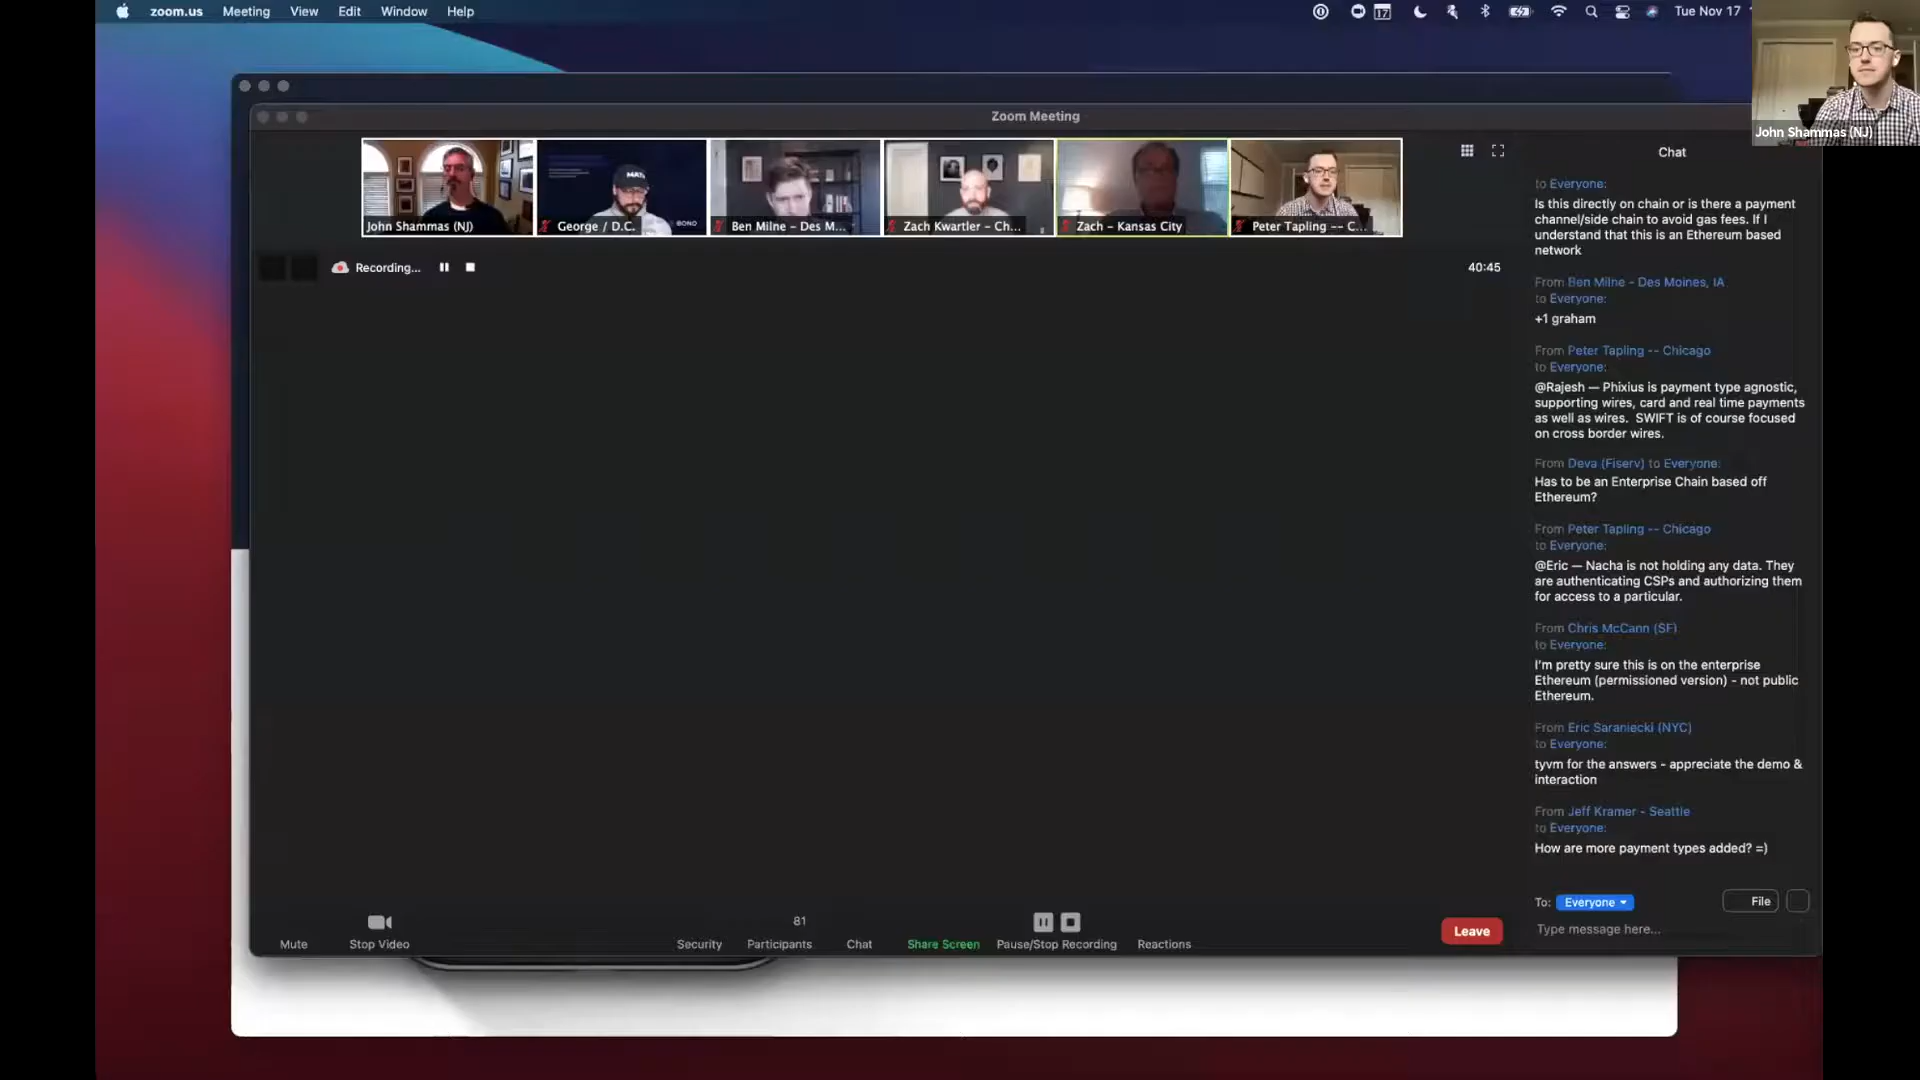 zoom.us Meeting View Edit Window Help
17 Tue Nov 17
John Shammas (NJ)
Zoom Meeting
John Shammas (NJ)
George / D.C.
Ben Milne - Des M...
Zach Kwartler - Ch...
Zach - Kansas City
Peter Tapling -- C...
Recording...
40:45
Chat
to Everyone:
Is this directly on chain or is there a payment
channel/side chain to avoid gas fees. If I
understand that this is an Ethereum based
network
From Ben Milne - Des Moines, IA
to Everyone:
+1 graham
From Peter Tapling -- Chicago
to Everyone:
@Rajesh — Phixius is payment type agnostic,
supporting wires, card and real time payments
as well as wires. SWIFT is of course focused
on cross border wires.
From Deva (Fiserv) to Everyone:
Has to be an Enterprise Chain based off
Ethereum?
From Peter Tapling -- Chicago
to Everyone:
@Eric — Nacha is not holding any data. They
are authenticating CSPs and authorizing them
for access to a particular.
From Chris McCann (SF)
to Everyone:
I'm pretty sure this is on the enterprise
Ethereum (permissioned version) - not public
Ethereum.
From Eric Saraniecki (NYC)
to Everyone:
tyvm for the answers - appreciate the demo &
interaction
From Jeff Kramer - Seattle
to Everyone:
How are more payment types added? =)
To: Everyone File
Type message here...
81
Mute Stop Video Security Participants Chat Share Screen Pause/Stop Recording Reactions
Leave